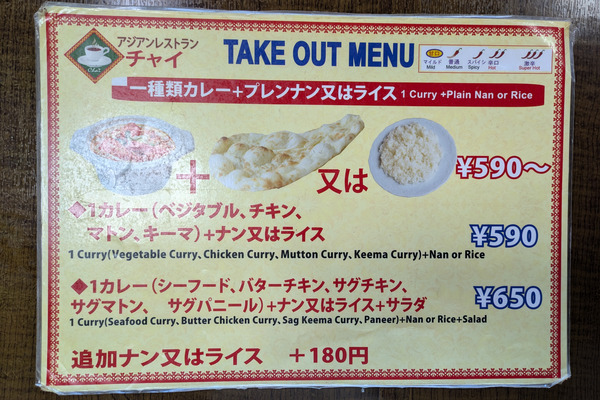 アジアンレストラン
チャイ
Chai
TAKE OUT MENU
マイルド 普通 スパイシ 辛口 激辛
Mild Medium Spicy Hot Super Hot
一種類カレー+プレンナン又はライス 1 Curry +Plain Nan or Rice
+ 又は ¥590〜
◆1カレー(ベジタブル、チキン、
マトン、キーマ)+ナン又はライス ¥590
1 Curry(Vegetable Curry、Chicken Curry、Mutton Curry、Keema Curry)+Nan or Rice
◆1カレー(シーフード、バターチキン、サグチキン、
サグマトン、 サグパニール)+ナン又はライス+サラダ ¥650
1 Curry(Seafood Curry、Butter Chicken Curry、Sag Keema Curry、Paneer)+Nan or Rice+Salad
追加ナン又はライス +180円